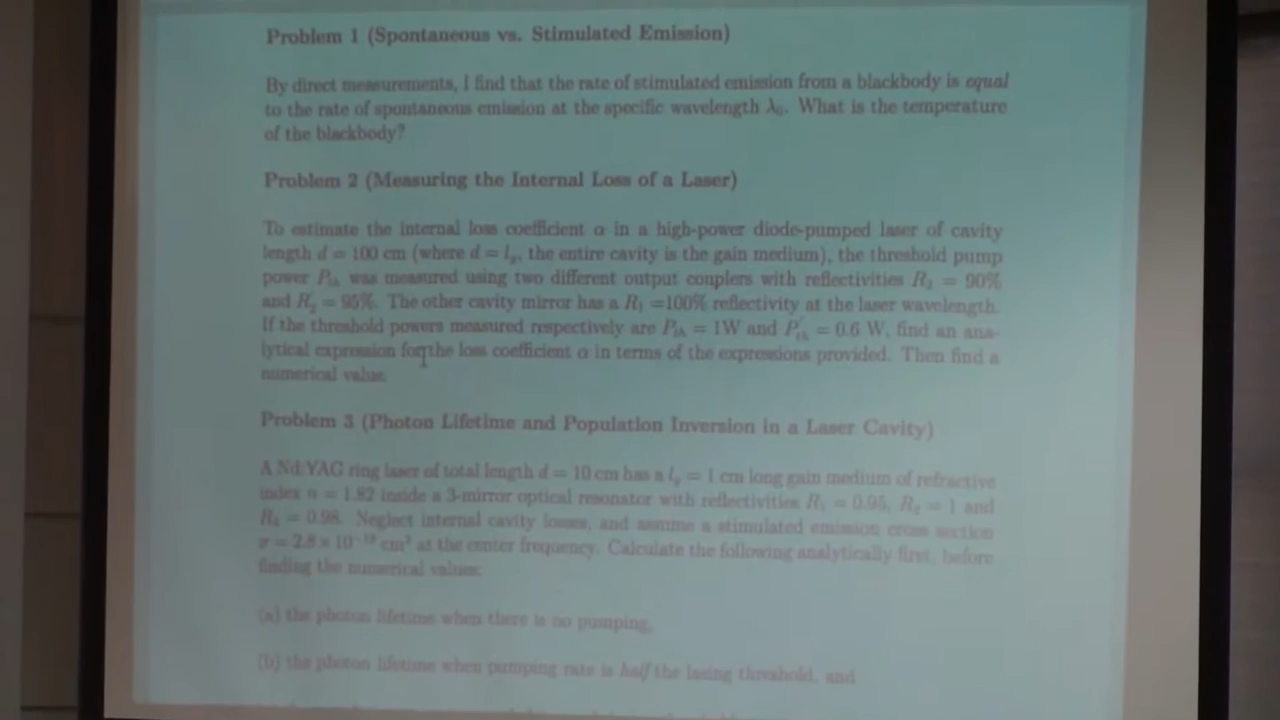 Problem 1 (Spontaneous vs. Stimulated Emission)
By direct measurements, I find that the rate of stimulated emission from a blackbody is equal
to the rate of spontaneous emission at the specific wavelength λ₀. What is the temperature
of the blackbody?
Problem 2 (Measuring the Internal Loss of a Laser)
To estimate the internal loss coefficient α in a high-power diode-pumped laser of cavity
length d = 100 cm (where d = l_g, the entire cavity is the gain medium), the threshold pump
power P_th was measured using two different output couplers with reflectivities R₂ = 90%
and R₂′ = 95%. The other cavity mirror has a R₁ =100% reflectivity at the laser wavelength.
If the threshold powers measured respectively are P_th = 1W and P′_th = 0.6 W, find an ana-
lytical expression for the loss coefficient α in terms of the expressions provided. Then find a
numerical value.
Problem 3 (Photon Lifetime and Population Inversion in a Laser Cavity)
A Nd:YAG ring laser of total length d = 10 cm has a l_g = 1 cm long gain medium of refractive
index n = 1.82 inside a 3-mirror optical resonator with reflectivities R₁ = 0.95, R₂ = 1 and
R₃ = 0.98. Neglect internal cavity losses, and assume a stimulated emission cross section
σ = 2.8 × 10⁻¹⁹ cm² at the center frequency. Calculate the following analytically first, before
finding the numerical values:
(a) the photon lifetime when there is no pumping,
(b) the photon lifetime when pumping rate is half the lasing threshold, and